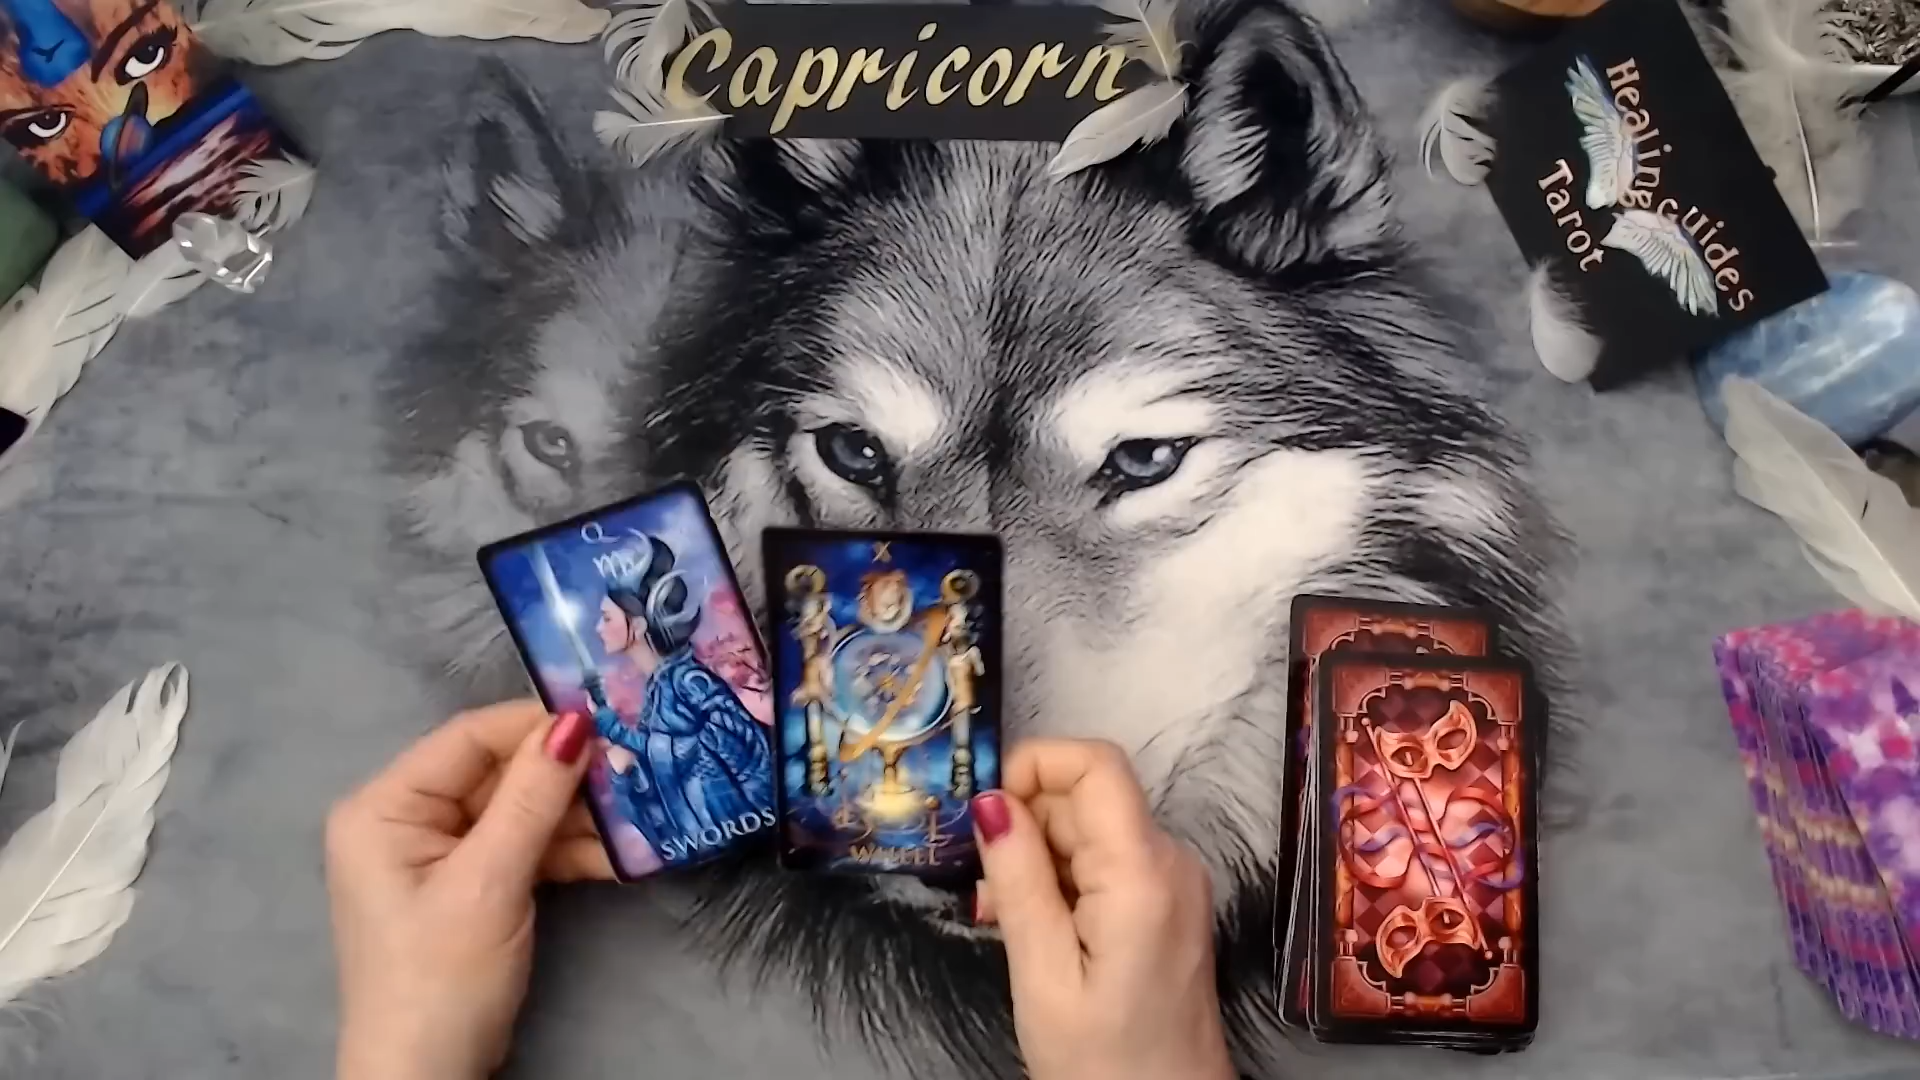 Capricorn
Healing Guides
Tarot
Q
SWORDS
X
WHEEL